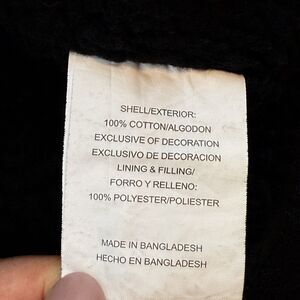 SHELL/EXTERIOR:
100% COTTON/ALGODON
EXCLUSIVE OF DECORATION
EXCLUSIVO DE DECORACION
LINING & FILLING/
FORRO Y RELLENO:
100% POLYESTER/POLIESTER
MADE IN BANGLADESH
HECHO EN BANGLADESH